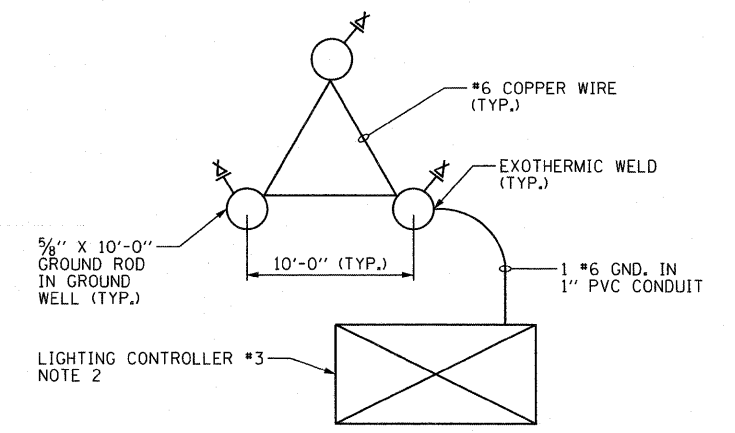 #6 COPPER WIRE
(TYP.)
EXOTHERMIC WELD
(TYP.)
5/8" X 10'-0"
GROUND ROD
IN GROUND
WELL (TYP.)
10'-0" (TYP.)
1 #6 GND. IN
1" PVC CONDUIT
LIGHTING CONTROLLER #3
NOTE 2